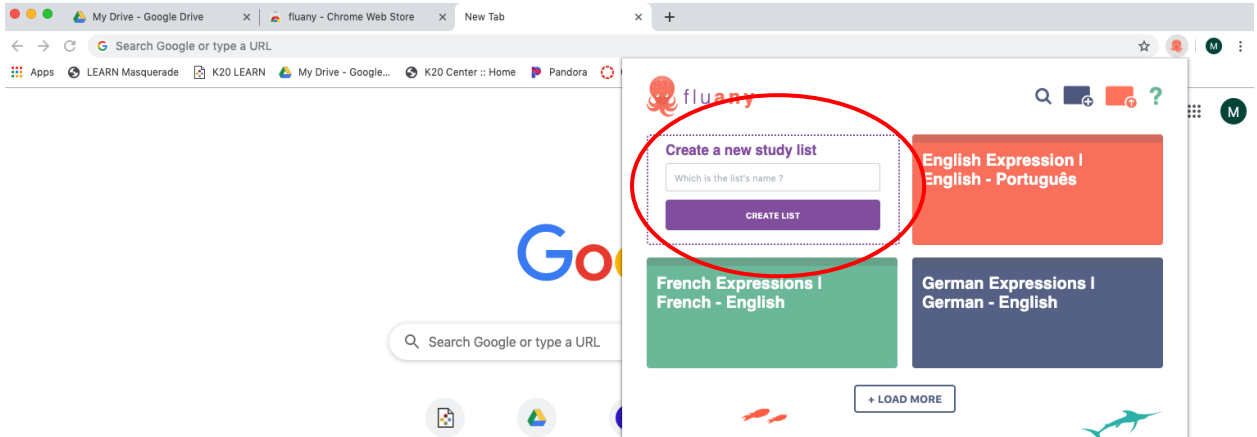 My Drive - Google Drive
fluany - Chrome Web Store
New Tab
Search Google or type a URL
M
Apps
LEARN Masquerade
K20 LEARN
My Drive - Google...
K20 Center :: Home
Pandora
fluany
?
M
Create a new study list
Which is the list's name ?
CREATE LIST
English Expression |
English - Português
Goo
French Expressions |
French - English
German Expressions |
German - English
Search Google or type a URL
+ LOAD MORE